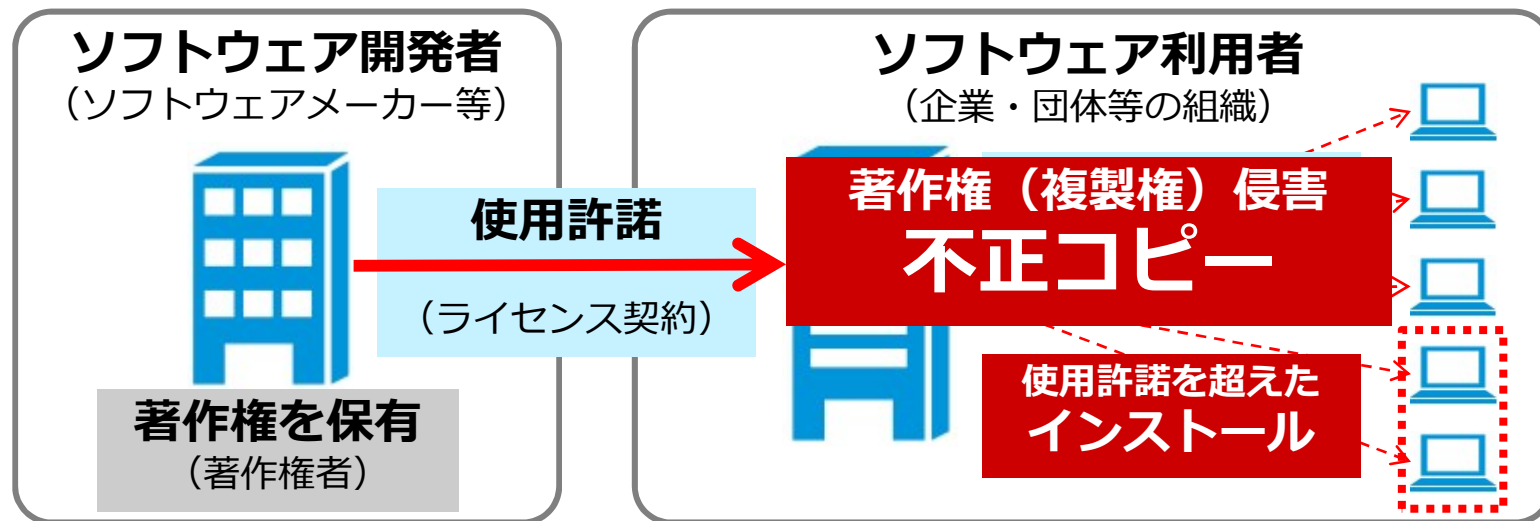 ソフトウェア開発者
（ソフトウェアメーカー等）
使用許諾
（ライセンス契約）
著作権を保有
（著作権者）
ソフトウェア利用者
（企業・団体等の組織）
著作権（複製権）侵害
不正コピー
使用許諾を超えた
インストール